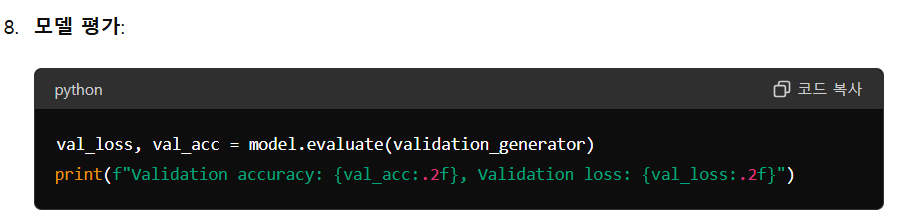 8. 모델 평가:
python 코드 복사
val_loss, val_acc = model.evaluate(validation_generator)
print(f"Validation accuracy: {val_acc:.2f}, Validation loss: {val_loss:.2f}")